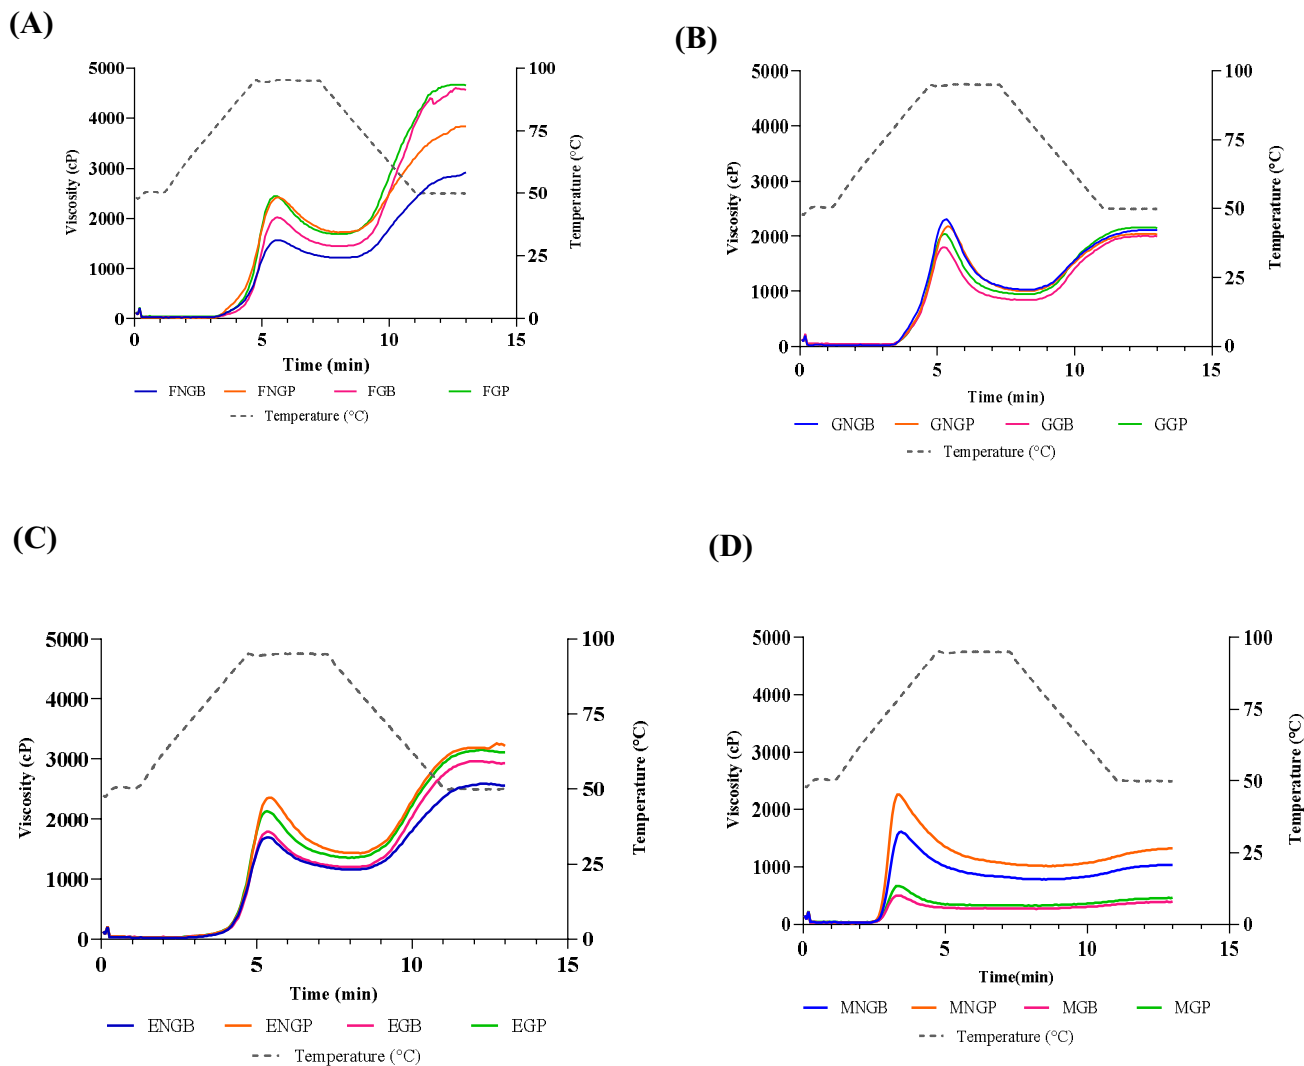 (A)
5000
4000
3000
2000
1000
0
Viscosity (cP)
100
75
50
25
0
Temperature (°C)
0 5 10 15
Time (min)
FNGB FNGP FGB FGP
Temperature (°C)
(B)
5000
4000
3000
2000
1000
0
Viscosity (cP)
100
75
50
25
0
Temperature (°C)
0 5 10 15
Time (min)
GNGB GNGP GGB GGP
Temperature (°C)
(C)
5000
4000
3000
2000
1000
0
Viscosity (cP)
100
75
50
25
0
Temperature (°C)
0 5 10 15
Time (min)
ENGB ENGP EGB EGP
Temperature (°C)
(D)
5000
4000
3000
2000
1000
0
Viscosity (cP)
100
75
50
25
0
Temperature (°C)
0 5 10 15
Time(min)
MNGB MNGP MGB MGP
Temperature (°C)